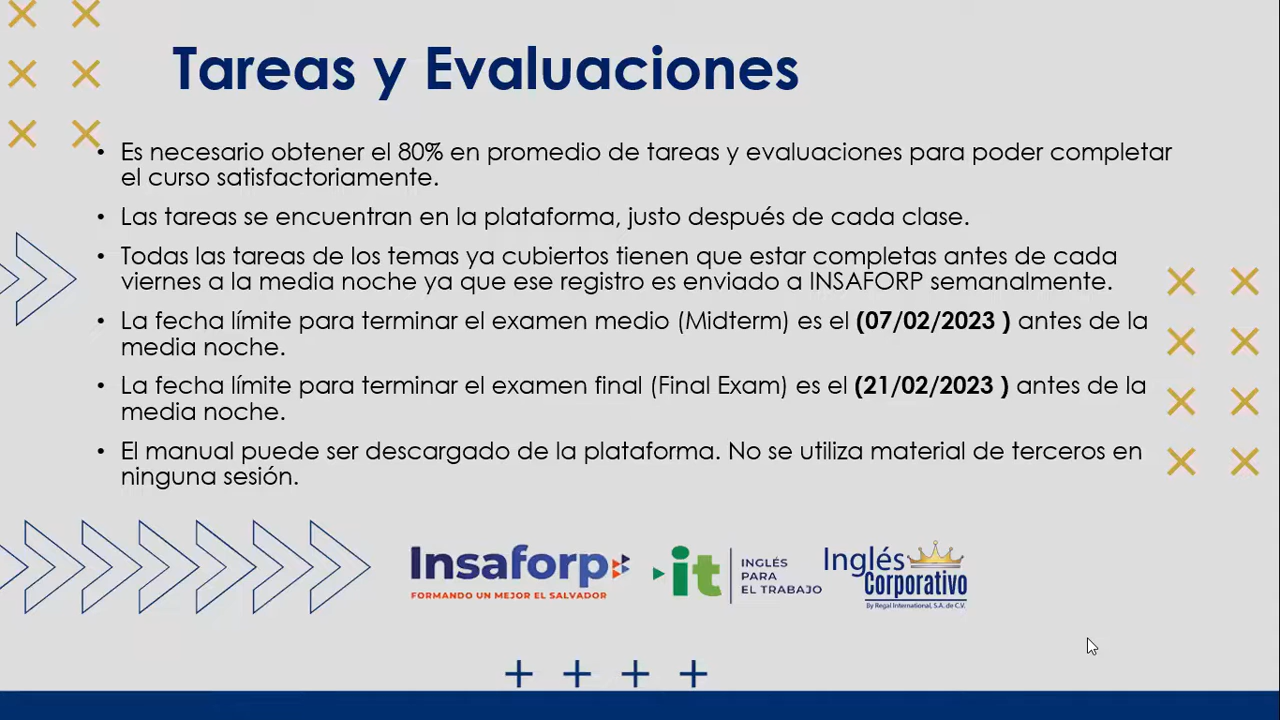 Tareas y Evaluaciones
• Es necesario obtener el 80% en promedio de tareas y evaluaciones para poder completar
el curso satisfactoriamente.
• Las tareas se encuentran en la plataforma, justo después de cada clase.
• Todas las tareas de los temas ya cubiertos tienen que estar completas antes de cada
viernes a la media noche ya que ese registro es enviado a INSAFORP semanalmente.
• La fecha límite para terminar el examen medio (Midterm) es el (07/02/2023 ) antes de la
media noche.
• La fecha límite para terminar el examen final (Final Exam) es el (21/02/2023 ) antes de la
media noche.
• El manual puede ser descargado de la plataforma. No se utiliza material de terceros en
ninguna sesión.
Insaforp
FORMANDO UN MEJOR EL SALVADOR
it
INGLÉS
PARA
EL TRABAJO
Inglés
Corporativo
By Regal International, S.A. de C.V.